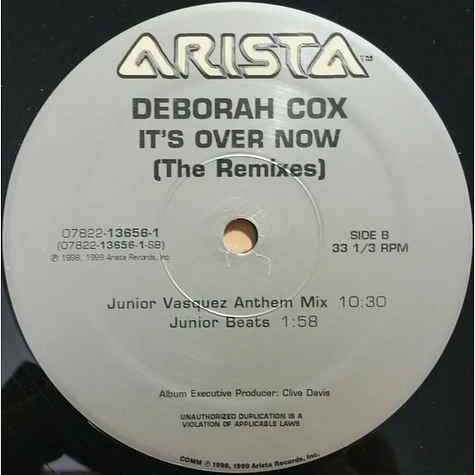 ARISTA™
DEBORAH COX
IT'S OVER NOW
(The Remixes)
07822-13656-1
(07822-13656-1-SB)
℗ 1998, 1999 Arista Records, Inc.
SIDE B
33 1/3 RPM
Junior Vasquez Anthem Mix 10:30
Junior Beats 1:58
Album Executive Producer: Clive Davis
UNAUTHORIZED DUPLICATION IS A
VIOLATION OF APPLICABLE LAWS
COMM ℗ 1998, 1999 Arista Records, Inc.